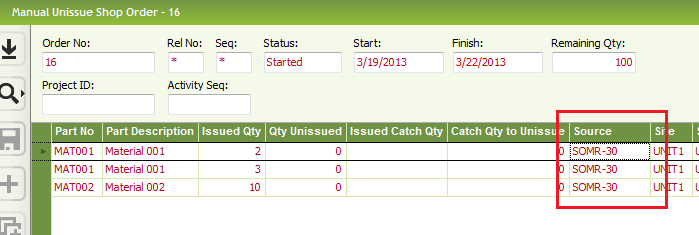 Manual Unissue Shop Order - 16
Order No: Rel No: Seq: Status: Start: Finish: Remaining Qty:
16 * * Started 3/19/2013 3/22/2013 100
Project ID: Activity Seq:
Part No Part Description Issued Qty Qty Unissued Issued Catch Qty Catch Qty to Unissue Source Site
MAT001 Material 001 2 0 0 SOMR-30 UNIT1
MAT001 Material 001 3 0 0 SOMR-30 UNIT1
MAT002 Material 002 10 0 0 SOMR-30 UNIT1